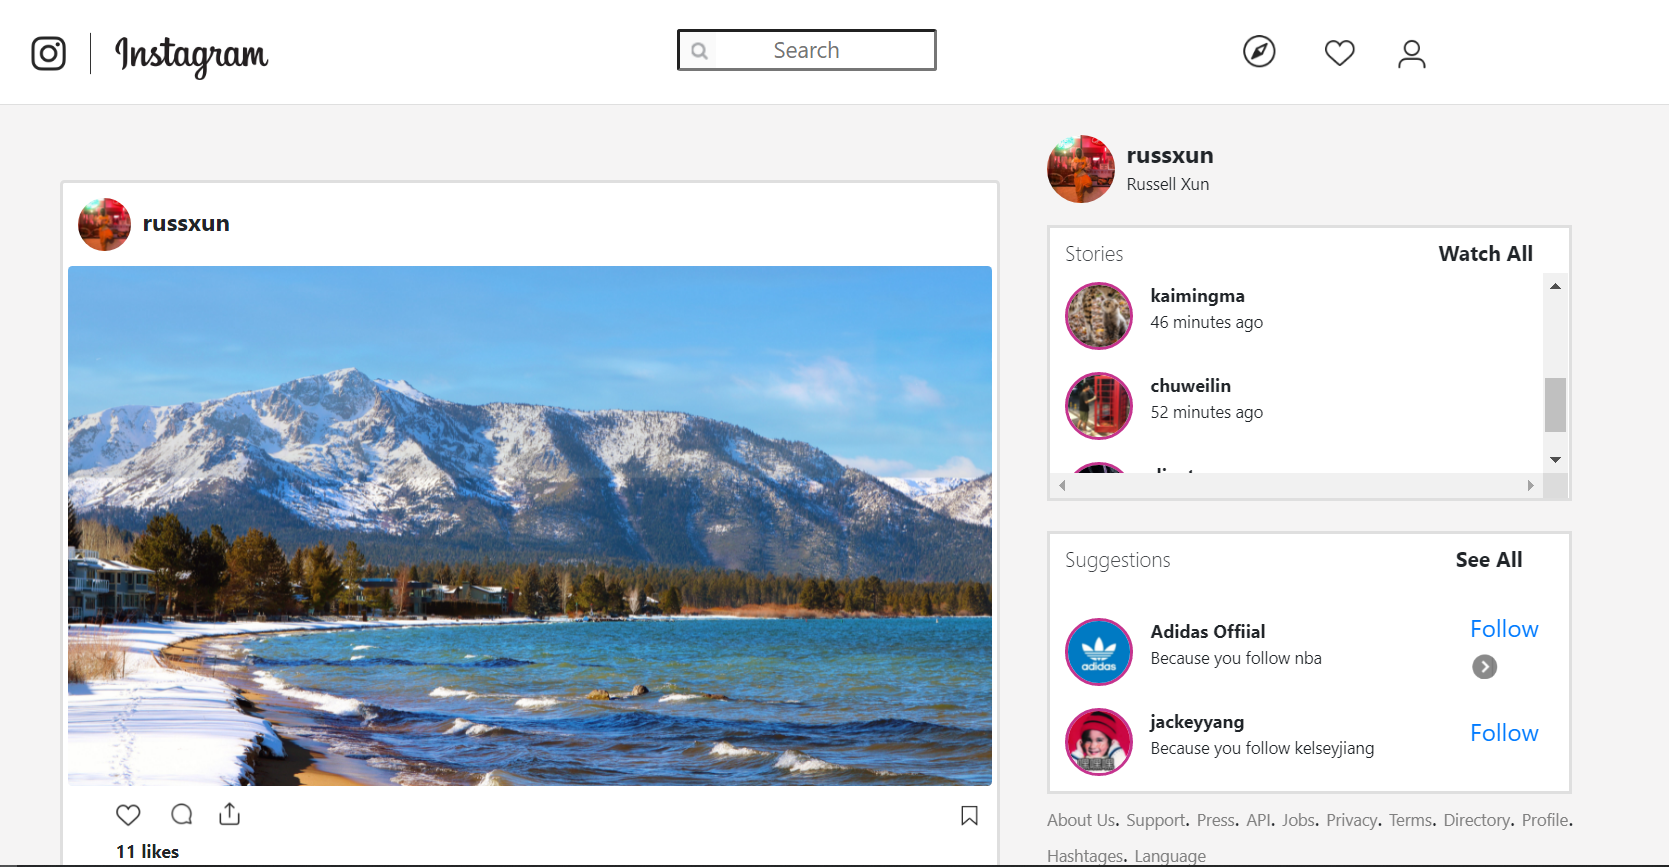 Instagram
Search
russxun
russxun
Russell Xun
Stories
Watch All
kaimingma
46 minutes ago
chuweilin
52 minutes ago
Suggestions
See All
Adidas Offiial
Because you follow nba
Follow
adidas
jackeyyang
Because you follow kelseyjiang
Follow
11 likes
About Us. Support. Press. API. Jobs. Privacy. Terms. Directory. Profile.
Hashtages. Language